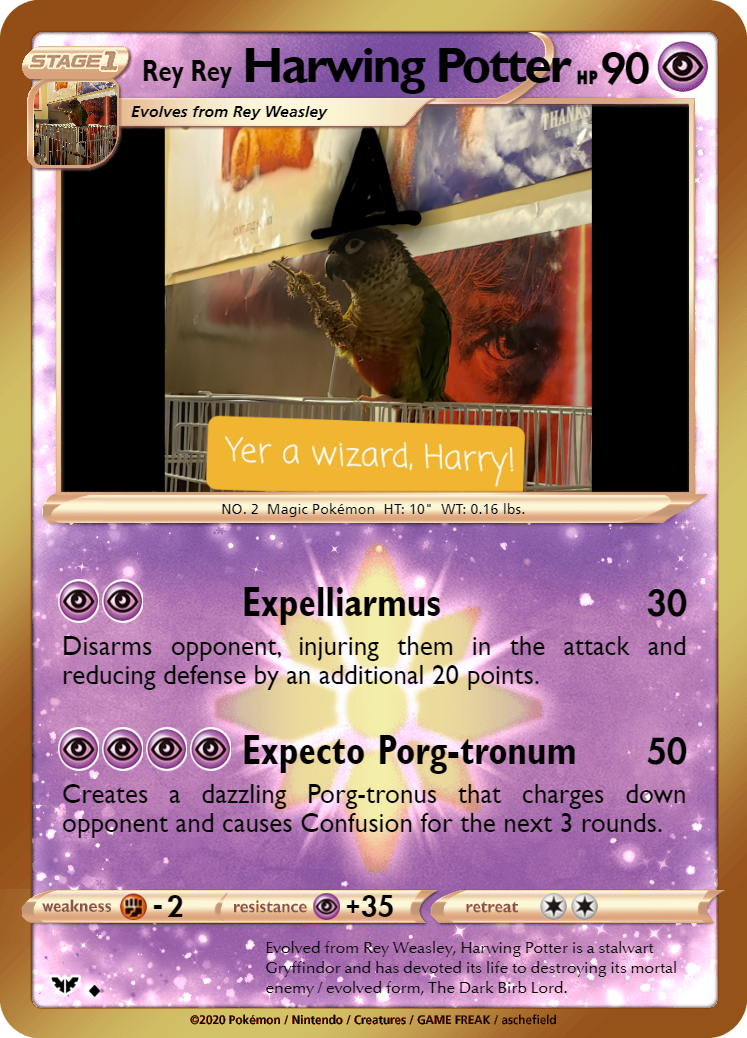 STAGE1
Rey Rey Harwing Potter HP 90
Evolves from Rey Weasley
THANKS
Yer a wizard, Harry!
NO. 2 Magic Pokémon HT: 10" WT: 0.16 lbs.
Expelliarmus 30
Disarms opponent, injuring them in the attack and
reducing defense by an additional 20 points.
Expecto Porg-tronum 50
Creates a dazzling Porg-tronus that charges down
opponent and causes Confusion for the next 3 rounds.
weakness - 2 resistance +35 retreat
Evolved from Rey Weasley, Harwing Potter is a stalwart
Gryffindor and has devoted its life to destroying its mortal
enemy / evolved form, The Dark Birb Lord.
©2020 Pokémon / Nintendo / Creatures / GAME FREAK / aschefield